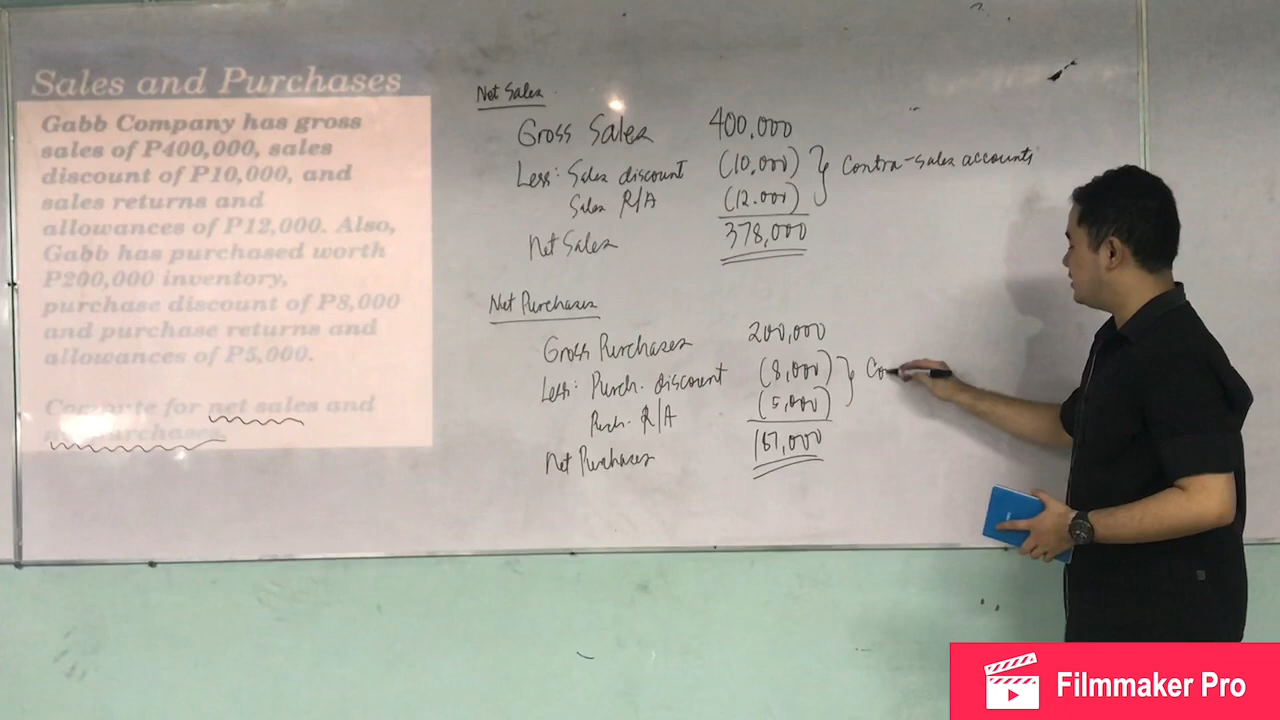 Sales and Purchases
Gabb Company has gross
sales of P400,000, sales
discount of P10,000, and
sales returns and
allowances of P12,000. Also,
Gabb has purchased worth
P200,000 inventory,
purchase discount of P8,000
and purchase returns and
allowances of P5,000.
Compute for net sales and
purchases.
Net Sales
Gross Sales 400,000
Less: Sales discount (10,000) } Contra-Sales accounts
Sales R/A (12.000)
Net Sales 378,000
Net Purchases
Gross Purchases 200,000
Less: Purch. discount (8,000) } Co
Purch. R/A (5,000)
Net Purchases 187,000
Filmmaker Pro